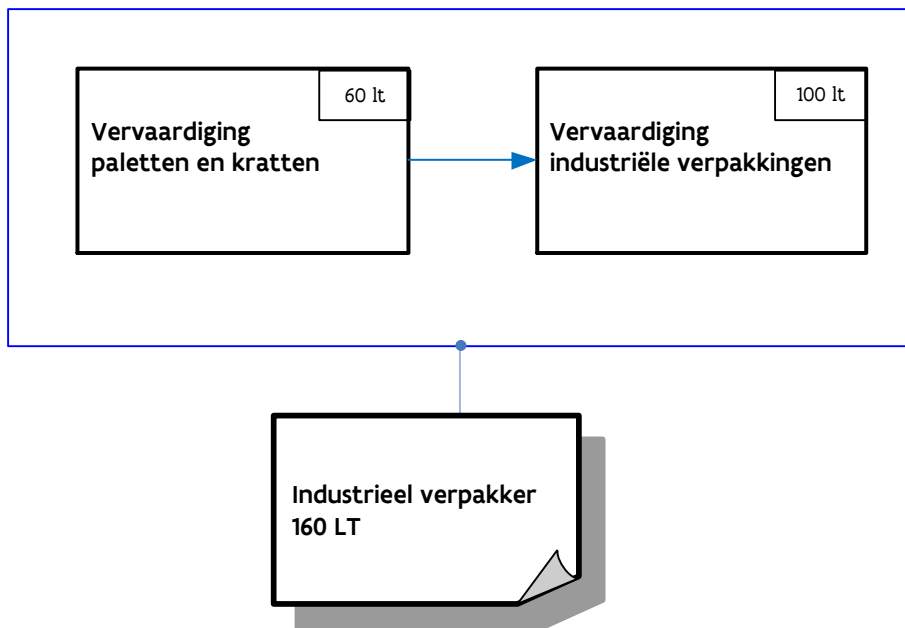 60 lt
Vervaardiging
paletten en kratten
100 lt
Vervaardiging
industriële verpakkingen
Industrieel verpakker
160 LT